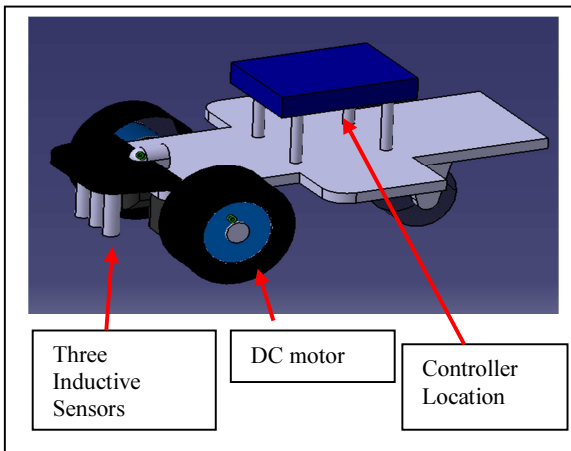 Three
Inductive
Sensors
DC motor
Controller
Location